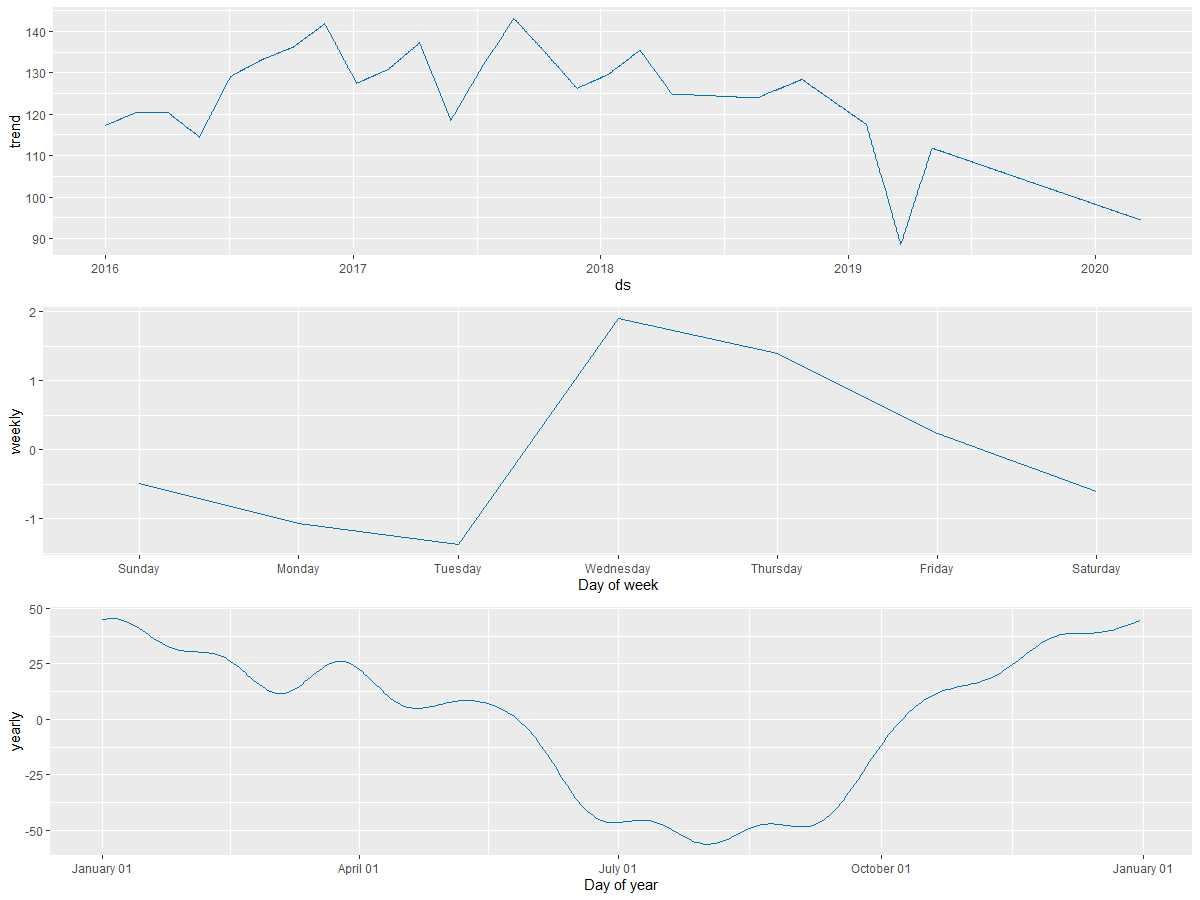 140
130
120
110
100
90
trend
2016 2017 2018 2019 2020
ds
2
1
0
-1
weekly
Sunday Monday Tuesday Wednesday Thursday Friday Saturday
Day of week
50
25
0
-25
-50
yearly
January 01 April 01 July 01 October 01 January 01
Day of year